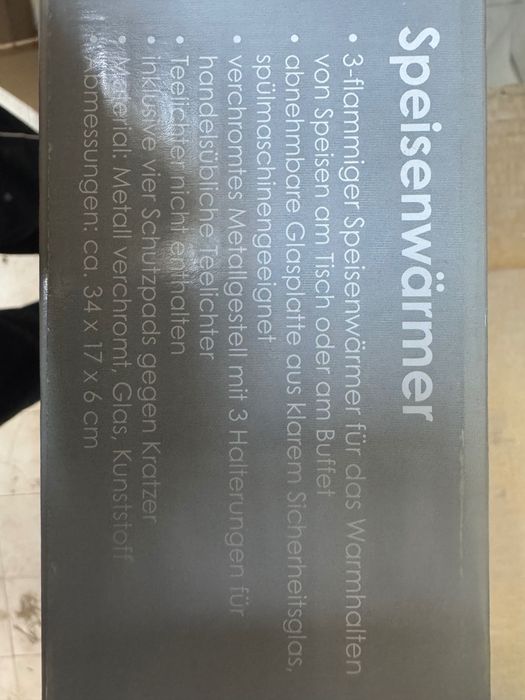 Speisenwärmer
• 3-flammiger Speisenwärmer für das Warmhalten
von Speisen am Tisch oder am Buffet
• abnehmbare Glasplatte aus klarem Sicherheitsglas,
spülmaschinengeeignet
• verchromtes Metallgestell mit 3 Halterungen für
handelsübliche Teelichter
• Teelichter nicht enthalten
• inklusive vier Schutzpads gegen Kratzer
• Material: Metall verchromt, Glas, Kunststoff
• Abmessungen: ca. 34 x 17 x 6 cm